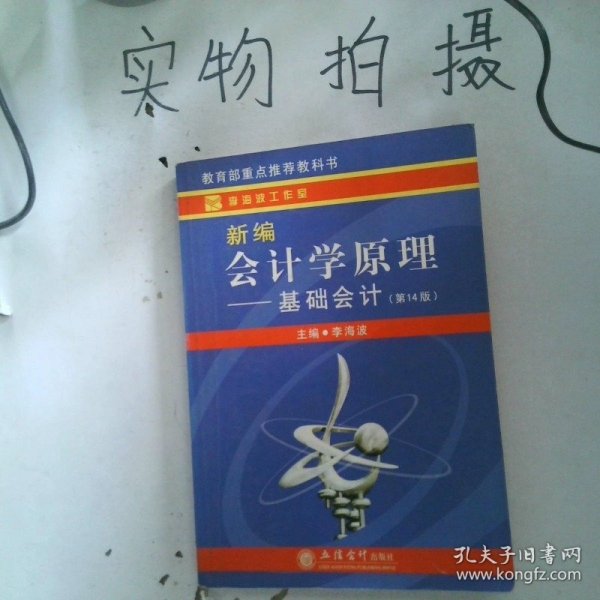 实物拍摄
教育部重点推荐教科书
李海波工作室
新编
会计学原理
——基础会计（第14版）
主编●李海波
立信会计出版社
孔夫子旧书网
www.kongfz.com